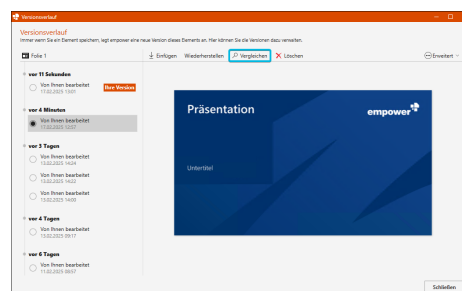 Versionsverlauf
Versionsverlauf
Immer wenn Sie ein Element speichern, legt empower eine neue Version dieses Elements an. Hier können Sie die Versionen dazu verwalten.
Folie 1
Einfügen Wiederherstellen Vergleichen Löschen Erweitert
vor 11 Sekunden
Von Ihnen bearbeitet Ihre Version
17.02.2025 13:01
vor 4 Minuten
Von Ihnen bearbeitet
17.02.2025 12:57
vor 3 Tagen
Von Ihnen bearbeitet
13.02.2025 14:24
Von Ihnen bearbeitet
13.02.2025 14:22
Von Ihnen bearbeitet
13.02.2025 14:00
vor 4 Tagen
Von Ihnen bearbeitet
13.02.2025 09:17
vor 6 Tagen
Von Ihnen bearbeitet
11.02.2025 08:57
Präsentation
empower
Untertitel
Schließen